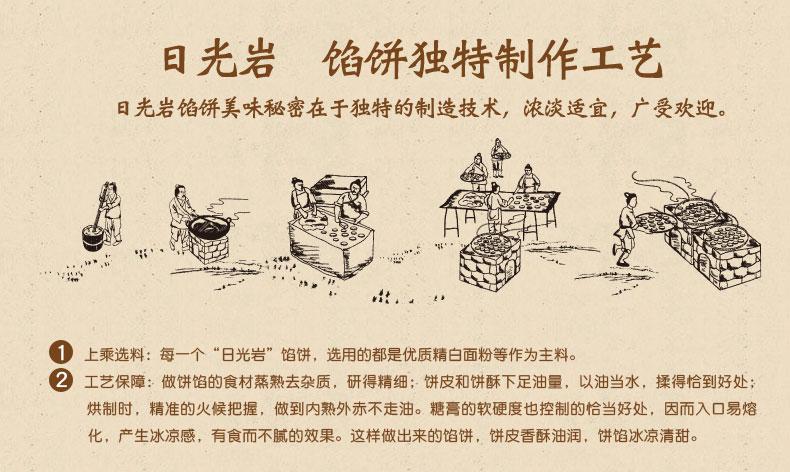 日光岩 馅饼独特制作工艺
日光岩馅饼美味秘密在于独特的制造技术，浓淡适宜，广受欢迎。
1 上乘选料：每一个“日光岩”馅饼，选用的都是优质精白面粉等作为主料。
2 工艺保障：做饼馅的食材蒸熟去杂质，研得精细；饼皮和饼酥下足油量，以油当水，揉得恰到好处；
烘制时，精准的火候把握，做到内熟外赤不走油。糖膏的软硬度也控制的恰当好处，因而入口易熔
化，产生冰凉感，有食而不腻的效果。这样做出来的馅饼，饼皮香酥油润，饼馅冰凉清甜。